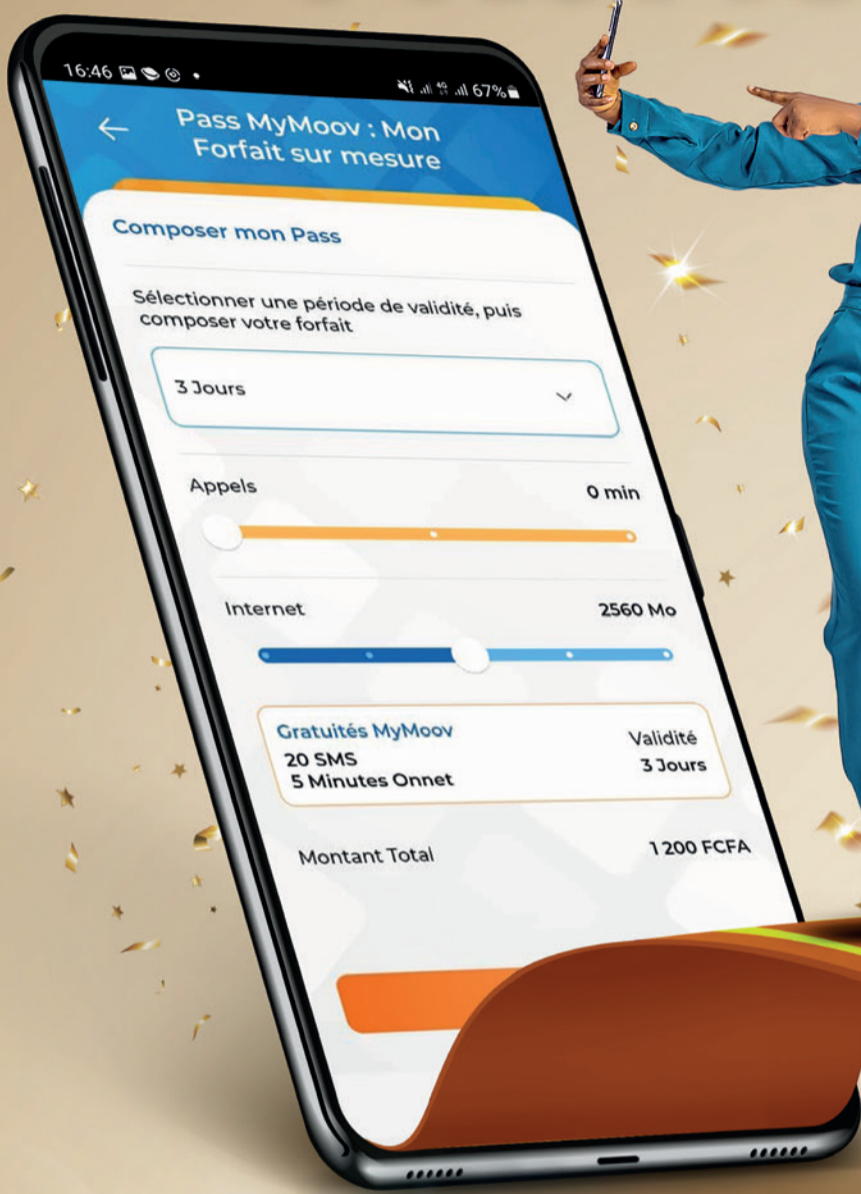 16:46
4G 67%
Pass MyMoov : Mon
Forfait sur mesure
Composer mon Pass
Sélectionner une période de validité, puis
composer votre forfait
3 Jours
Appels 0 min
Internet 2560 Mo
Gratuités MyMoov Validité
20 SMS 3 Jours
5 Minutes Onnet
Montant Total 1 200 FCFA